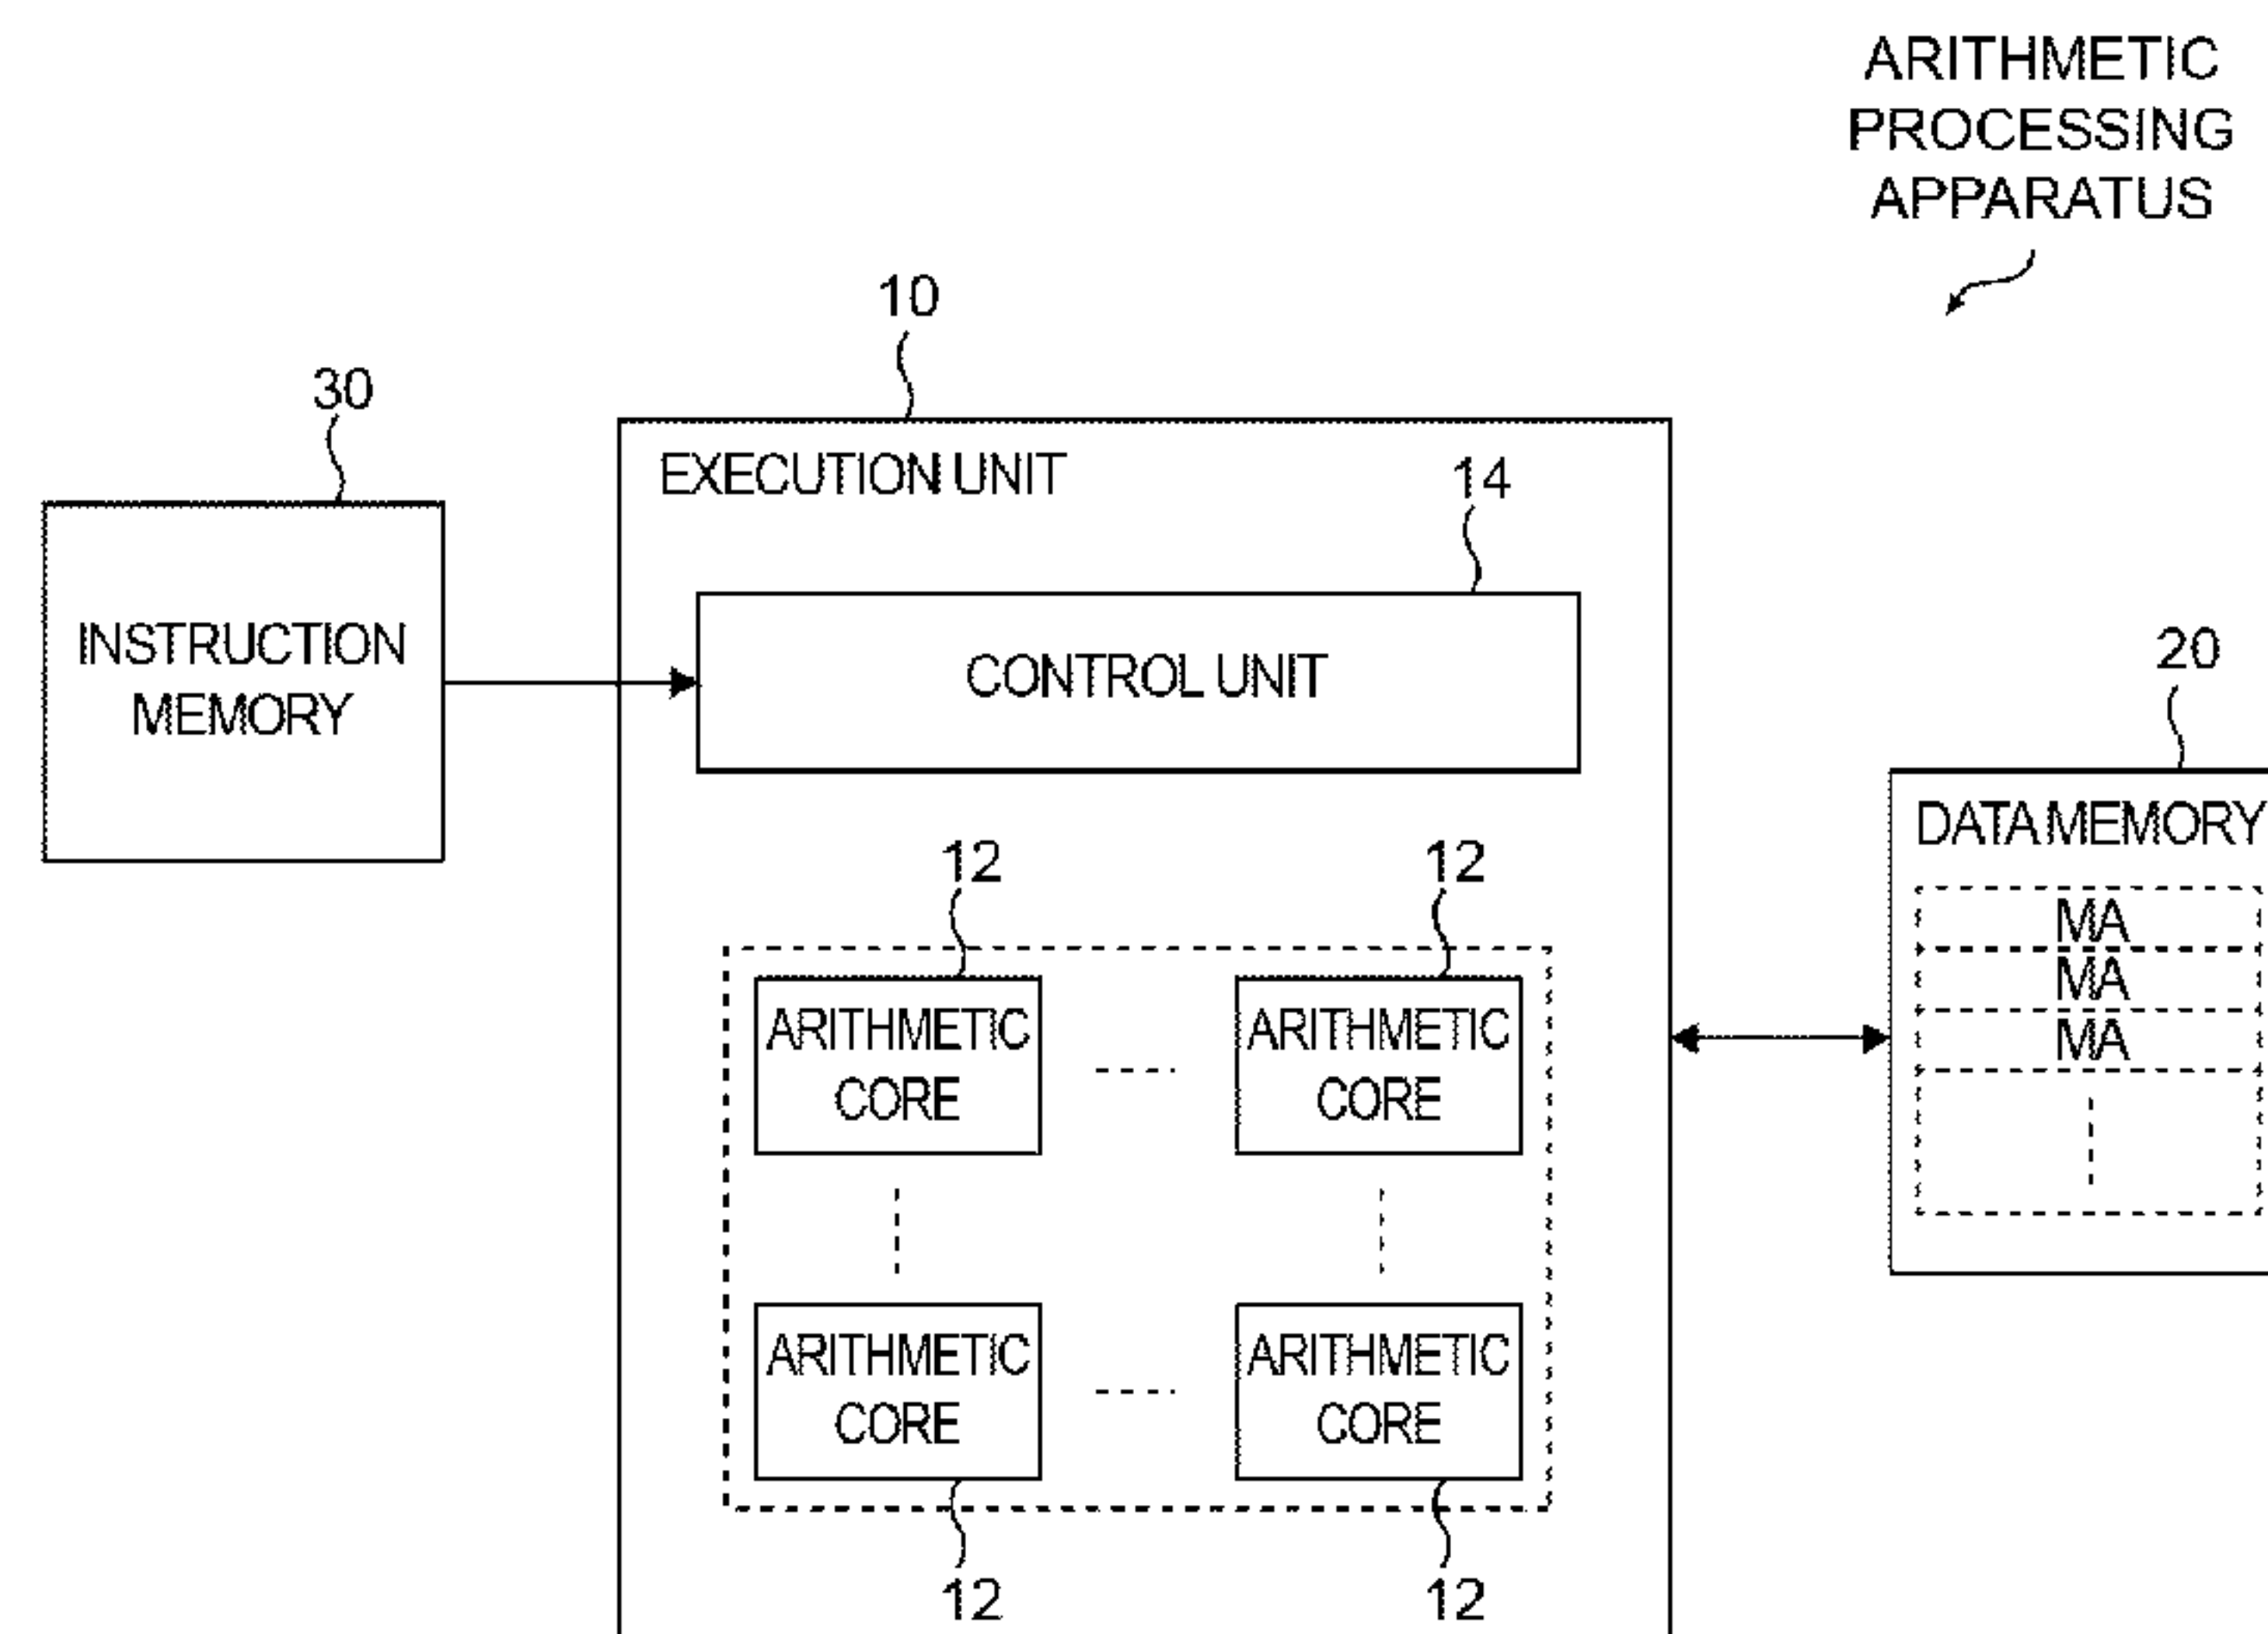 ARITHMETIC
PROCESSING
APPARATUS
10
30
EXECUTION UNIT
14
INSTRUCTION
MEMORY
CONTROL UNIT
20
DATA MEMORY
12
12
MA
MA
MA
ARITHMETIC
CORE
ARITHMETIC
CORE
ARITHMETIC
CORE
ARITHMETIC
CORE
12
12